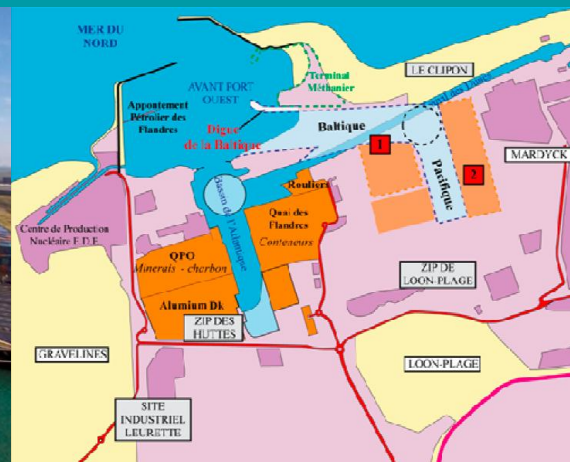 MER DU
NORD
LE CLIPON
AVANT PORT
OUEST
Terminal
Méthanier
Appontement
Pétrolier des
Flandres
Digue
de la Baltique
Baltique
1
MARDYCK
2
Pacifique
Rouliers
Bassin de l'Atlantique
Quai des
Flandres
Conteneurs
Centre de Production
Nucléaire E.D.F.
QPO
Minerais - charbon
ZIP DE
LOON-PLAGE
Alumium Dk
ZIP DES
HUTTES
GRAVELINES
LOON-PLAGE
SITE
INDUSTRIEL
LEURETTE